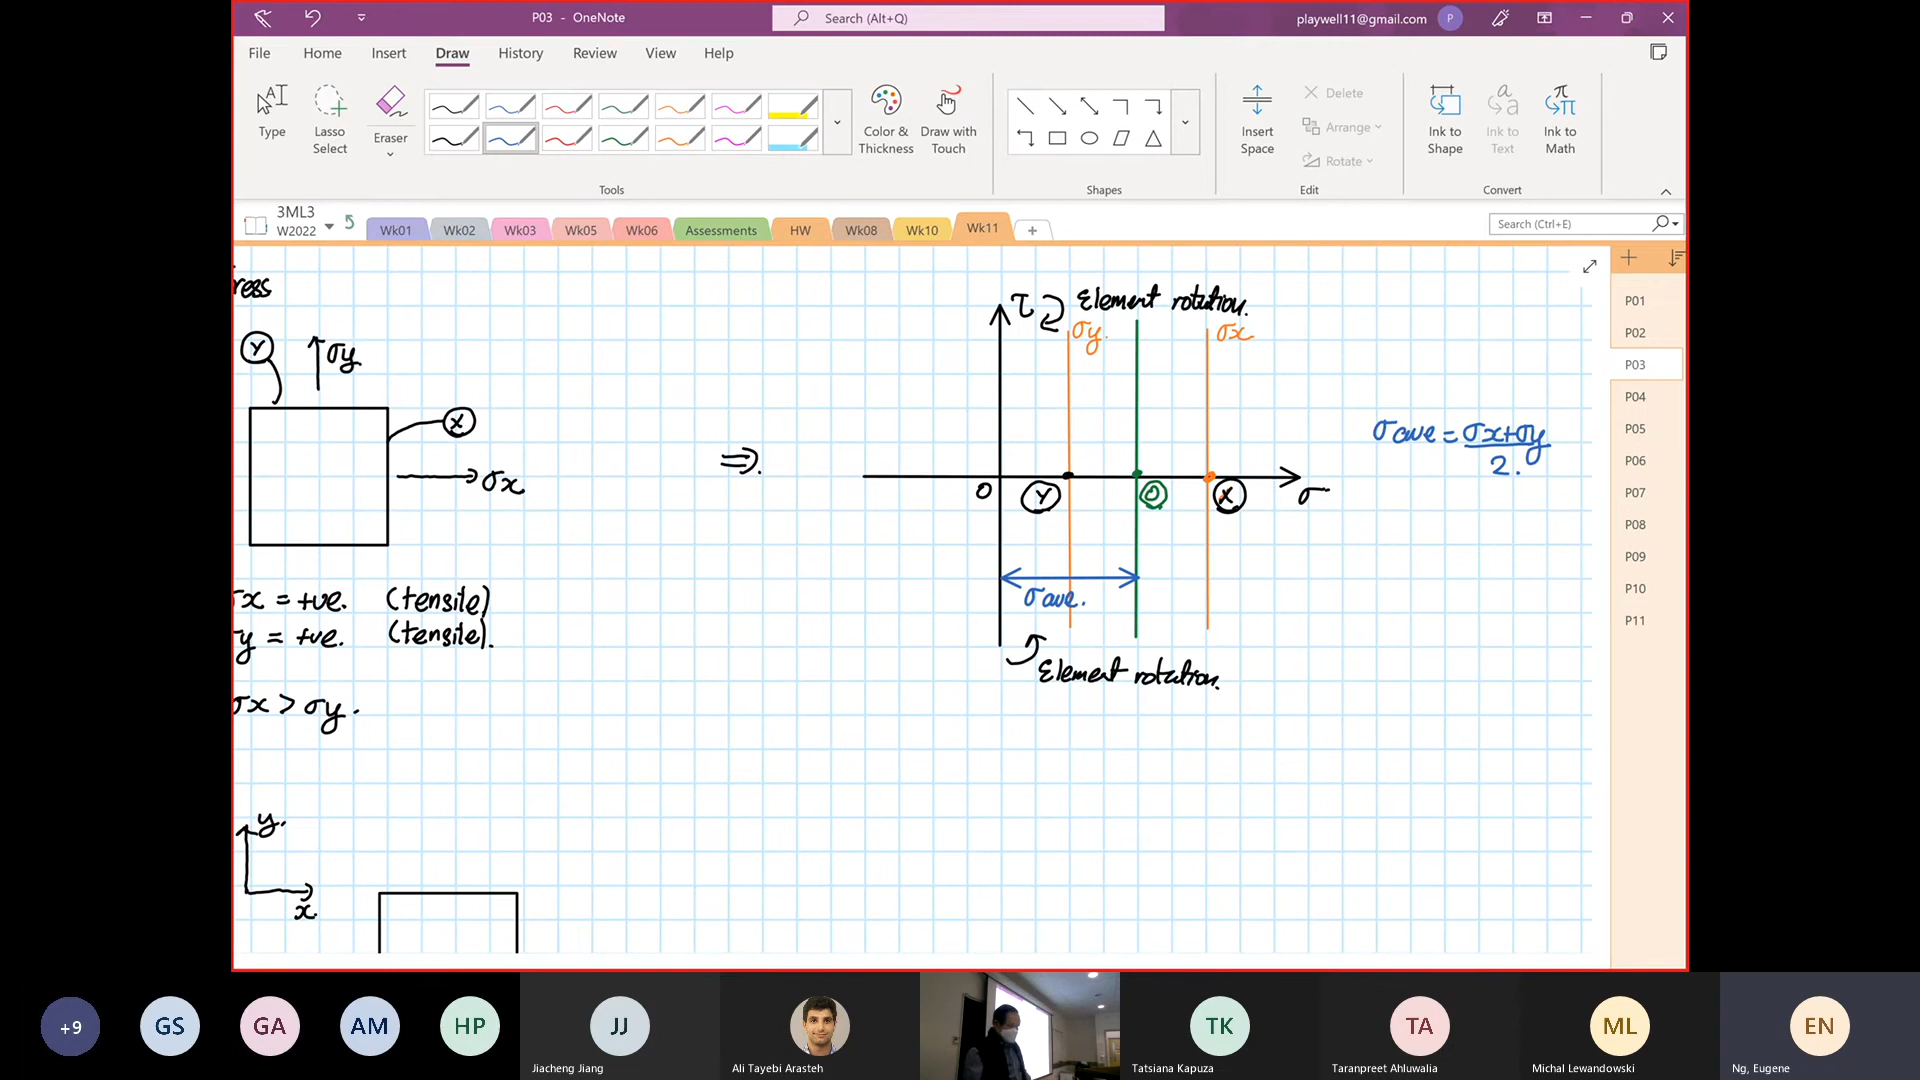 P03 - OneNote
Search (Alt+Q)
playwell11@gmail.com
P
File Home Insert Draw History Review View Help
Type
Lasso Select
Eraser
Color & Thickness
Draw with Touch
Insert Space
Delete
Arrange
Rotate
Ink to Shape
Ink to Text
Ink to Math
Tools
Shapes
Edit
Convert
3ML3 W2022
Wk01 Wk02 Wk03 Wk05 Wk06 Assessments HW Wk08 Wk10 Wk11
Search (Ctrl+E)
P01
P02
P03
P04
P05
P06
P07
P08
P09
P10
P11
ress
Y
σy
X
σx
σx = +ve. (tensile)
σy = +ve. (tensile).
σx > σy.
y.
x.
⇒.
τ Element rotation.
σy.
σx
O Y O X σ
σave.
Element rotation.
σave = σx+σy
2.
+9 GS GA AM HP JJ TK TA ML EN
Jiacheng Jiang
Ali Tayebi Arasteh
Tatsiana Kapuza
Taranpreet Ahluwalia
Michal Lewandowski
Ng, Eugene